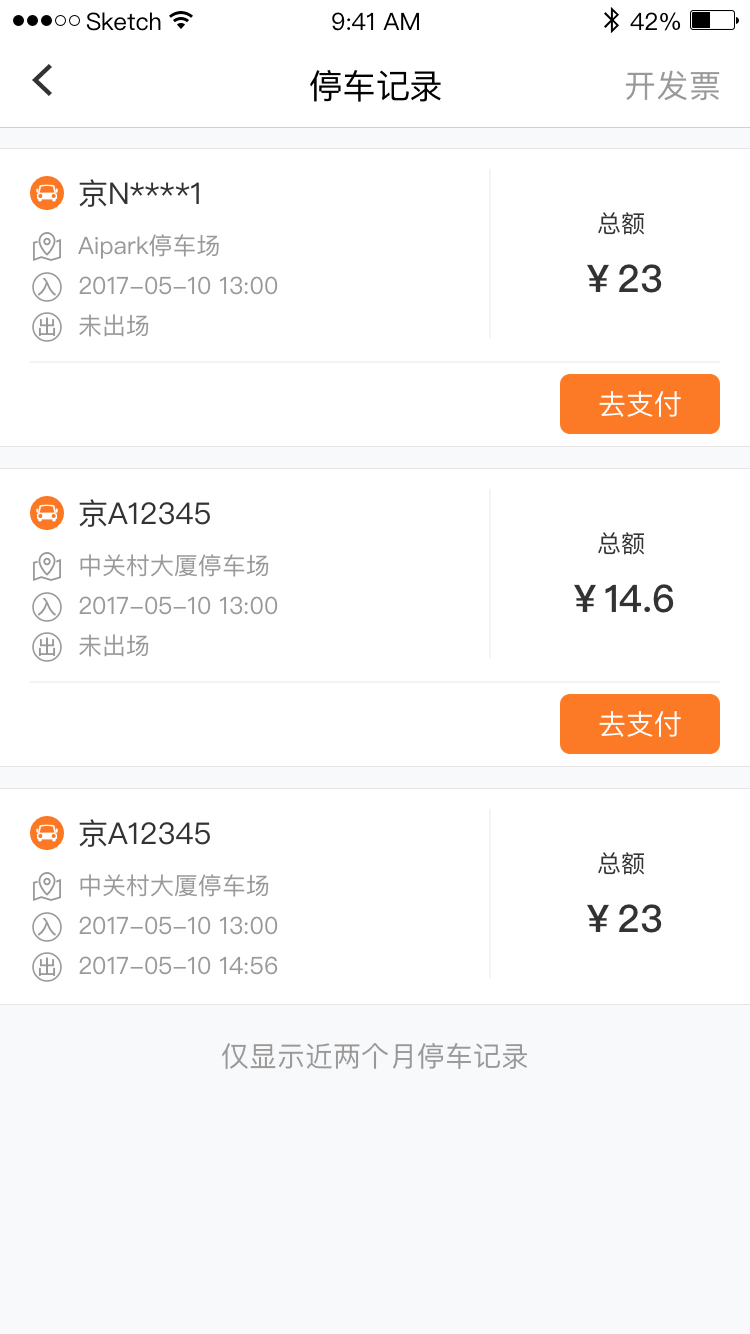 Sketch 9:41 AM 42%
停车记录 开发票
京N****1
总额
Aipark停车场
¥ 23
入 2017-05-10 13:00
出 未出场
去支付
京A12345
总额
中关村大厦停车场
¥ 14.6
入 2017-05-10 13:00
出 未出场
去支付
京A12345
总额
中关村大厦停车场
¥ 23
入 2017-05-10 13:00
出 2017-05-10 14:56
仅显示近两个月停车记录